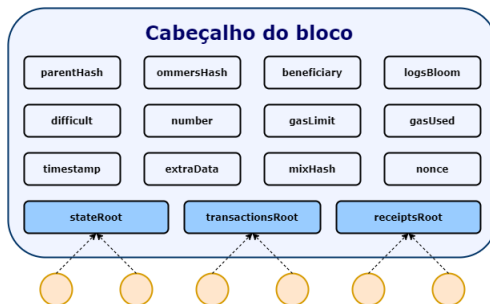 Cabeçalho do bloco
parentHash ommersHash beneficiary logsBloom
difficult number gasLimit gasUsed
timestamp extraData mixHash nonce
stateRoot transactionsRoot receiptsRoot